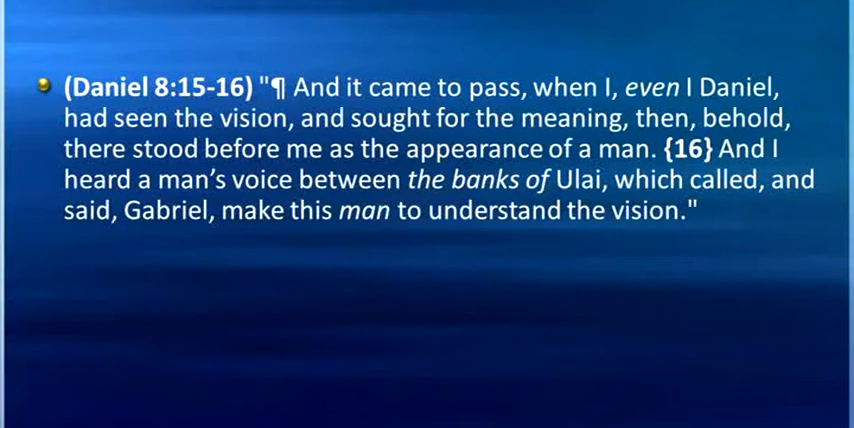 (Daniel 8:15-16) "¶ And it came to pass, when I, even I Daniel,
had seen the vision, and sought for the meaning, then, behold,
there stood before me as the appearance of a man. {16} And I
heard a man’s voice between the banks of Ulai, which called, and
said, Gabriel, make this man to understand the vision."